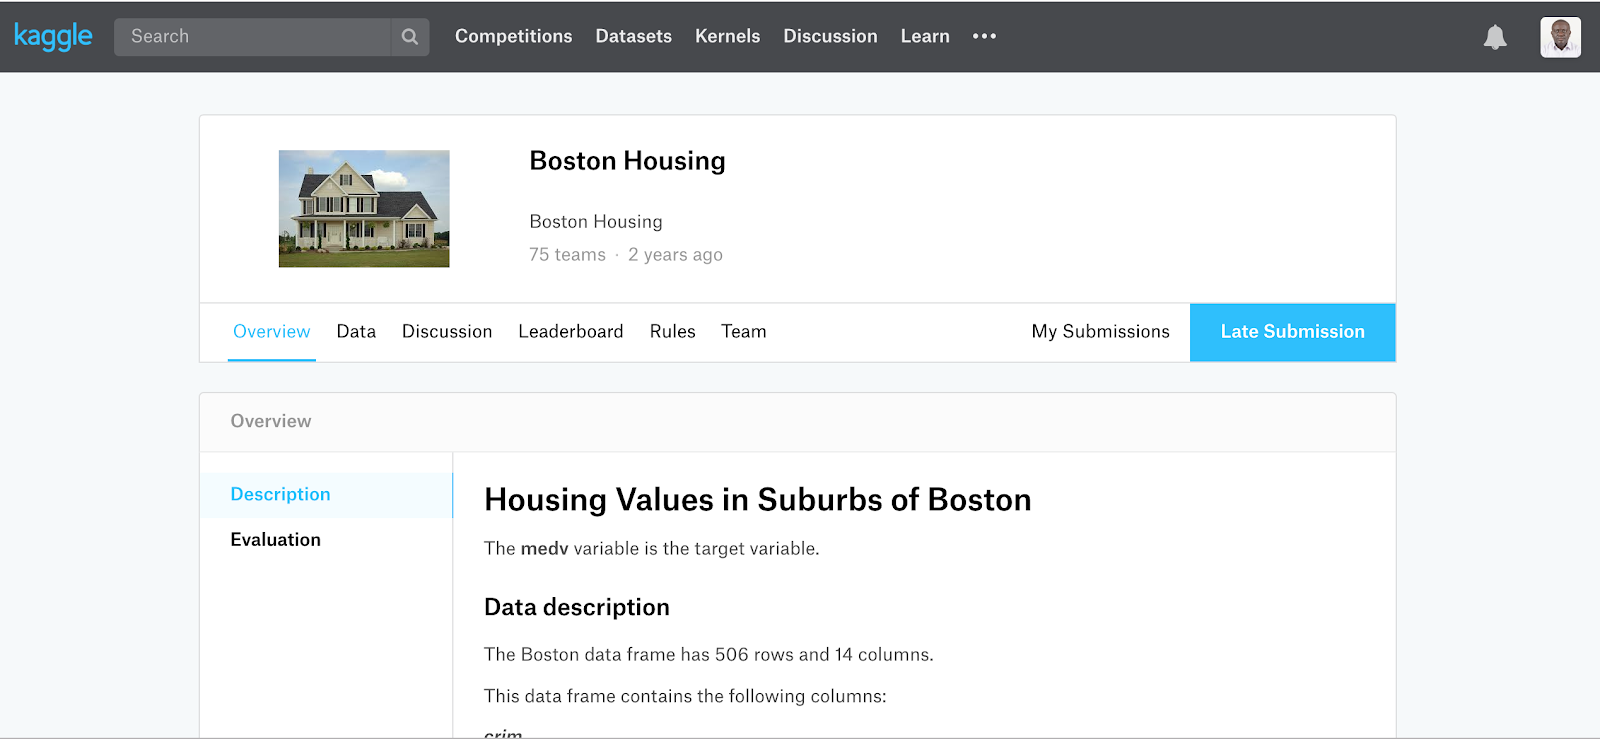 kaggle Search Competitions Datasets Kernels Discussion Learn •••
Boston Housing
Boston Housing
75 teams · 2 years ago
Overview Data Discussion Leaderboard Rules Team My Submissions Late Submission
Overview
Description
Evaluation
Housing Values in Suburbs of Boston
The medv variable is the target variable.
Data description
The Boston data frame has 506 rows and 14 columns.
This data frame contains the following columns:
crim